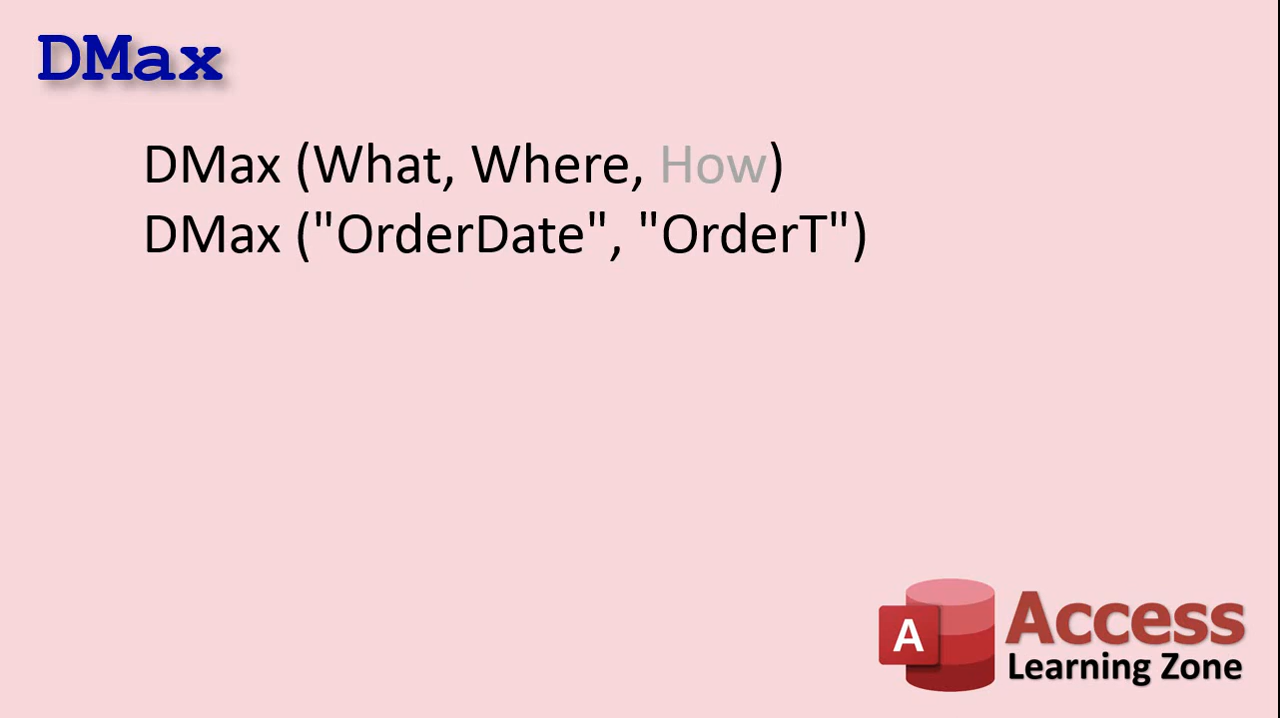 DMax
DMax (What, Where, How)
DMax ("OrderDate", "OrderT")
A
Access
Learning Zone